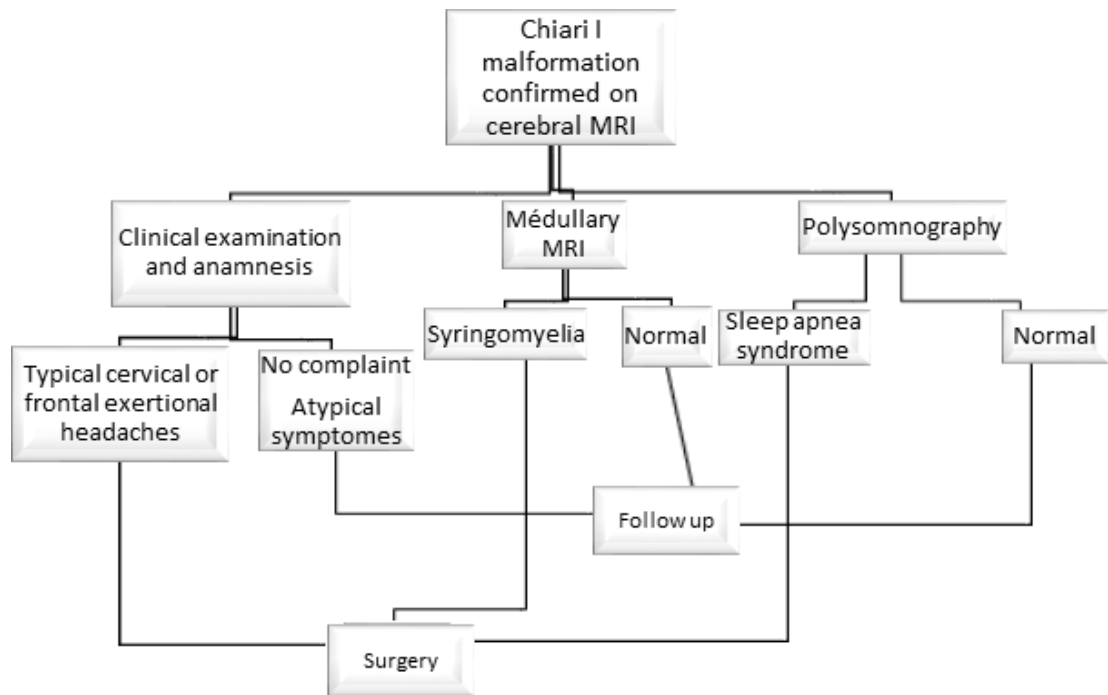 Chiari I
malformation
confirmed on
cerebral MRI
Clinical examination
and anamnesis
Médullary
MRI
Polysomnography
Typical cervical or
frontal exertional
headaches
No complaint
Atypical
symptomes
Syringomyelia
Normal
Sleep apnea
syndrome
Normal
Follow up
Surgery